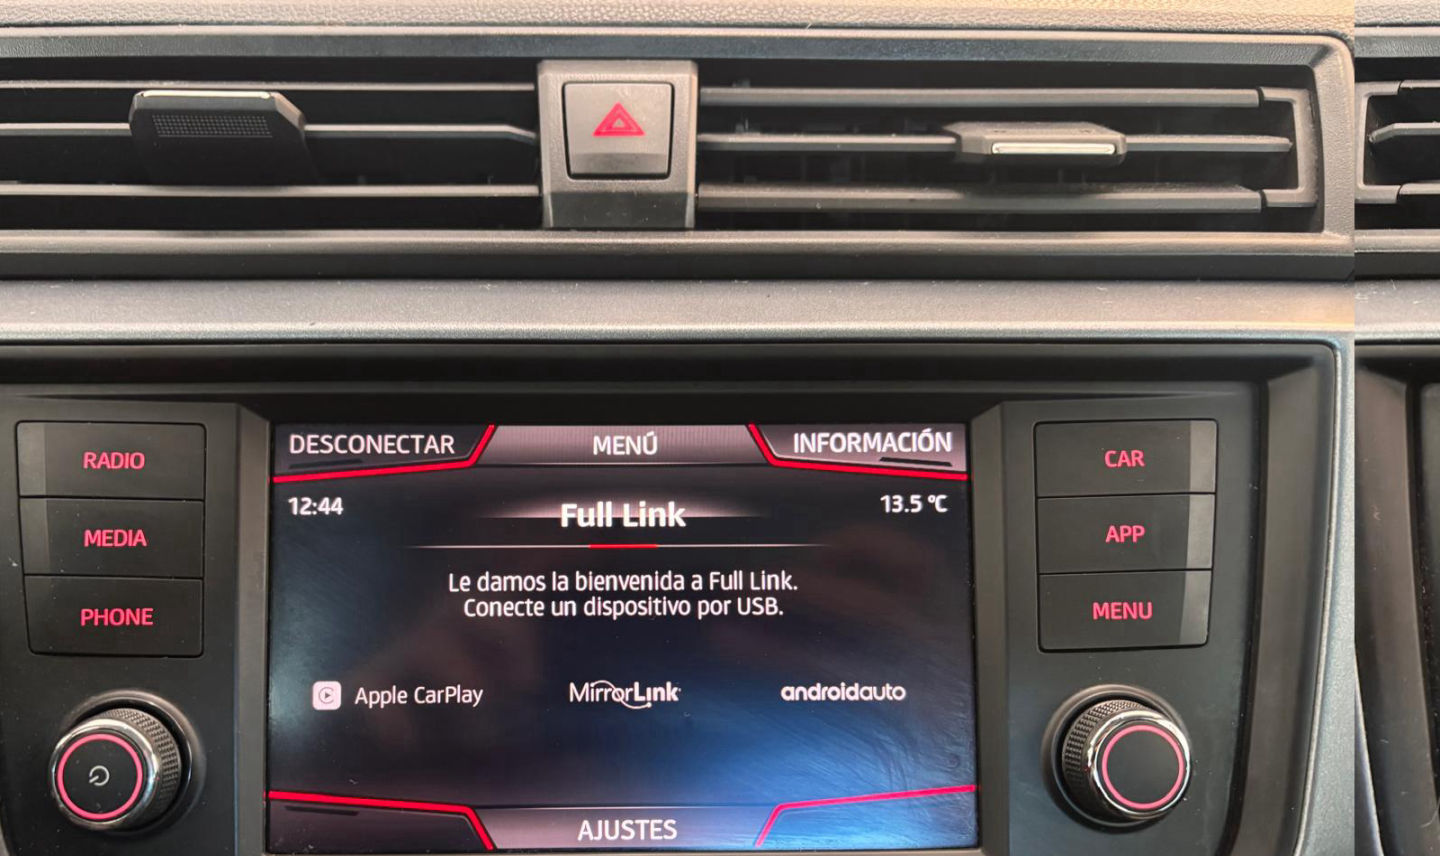 DESCONECTAR
MENÚ
INFORMACIÓN
12:44
Full Link
13.5 ºC
Le damos la bienvenida a Full Link.
Conecte un dispositivo por USB.
Apple CarPlay
MirrorLink
androidauto
AJUSTES
RADIO
MEDIA
PHONE
CAR
APP
MENU